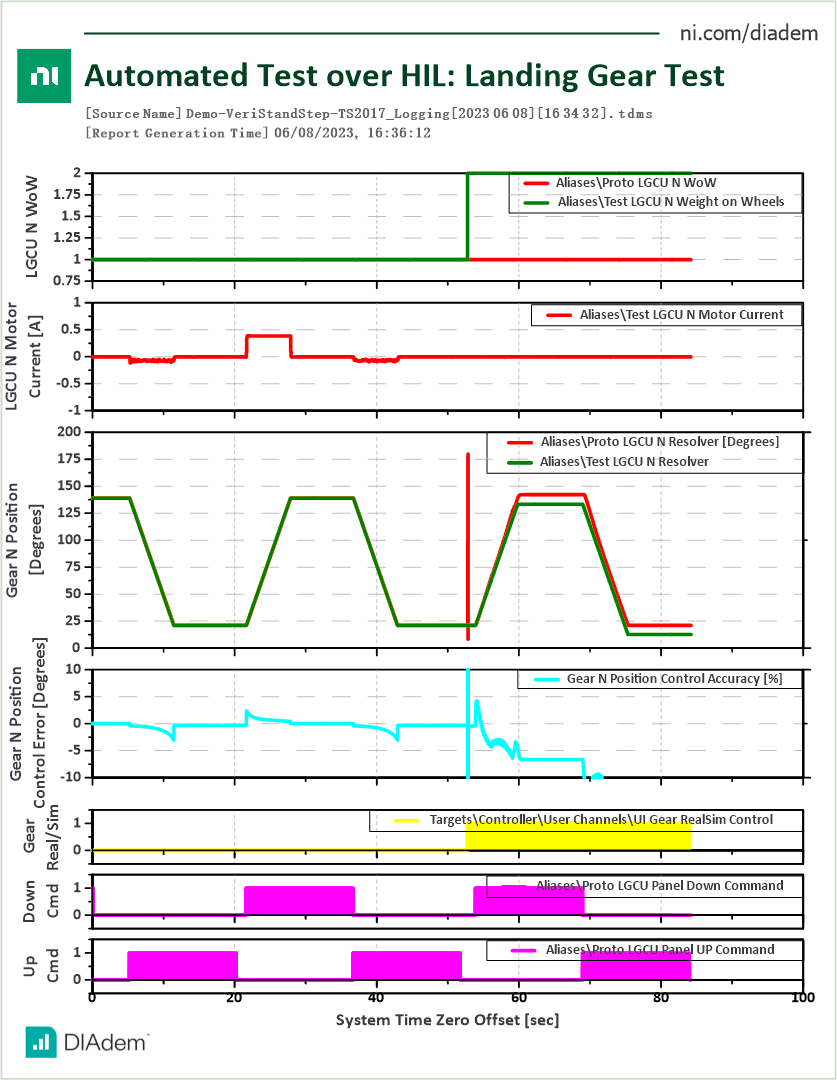 ni.com/diadem
ni
Automated Test over HIL: Landing Gear Test
[Source Name] Demo-VeriStandStep-TS2017_Logging[2023 06 08][16 34 32].tdms
[Report Generation Time] 06/08/2023, 16:36:12
LGCU N WoW
2
1.75
1.5
1.25
1
0.75
Aliases\Proto LGCU N WoW
Aliases\Test LGCU N Weight on Wheels
LGCU N Motor
Current [A]
1
0.5
0
-0.5
-1
Aliases\Test LGCU N Motor Current
Gear N Position
[Degrees]
200
175
150
125
100
75
50
25
0
Aliases\Proto LGCU N Resolver [Degrees]
Aliases\Test LGCU N Resolver
Gear N Position
Control Error [Degrees]
10
5
0
-5
-10
Gear N Position Control Accuracy [%]
Gear
Real/Sim
1
0
Targets\Controller\User Channels\UI Gear RealSim Control
Down
Cmd
1
0
Aliases\Proto LGCU Panel Down Command
Up
Cmd
1
0
Aliases\Proto LGCU Panel UP Command
0 20 40 60 80 100
System Time Zero Offset [sec]
DIAdem™